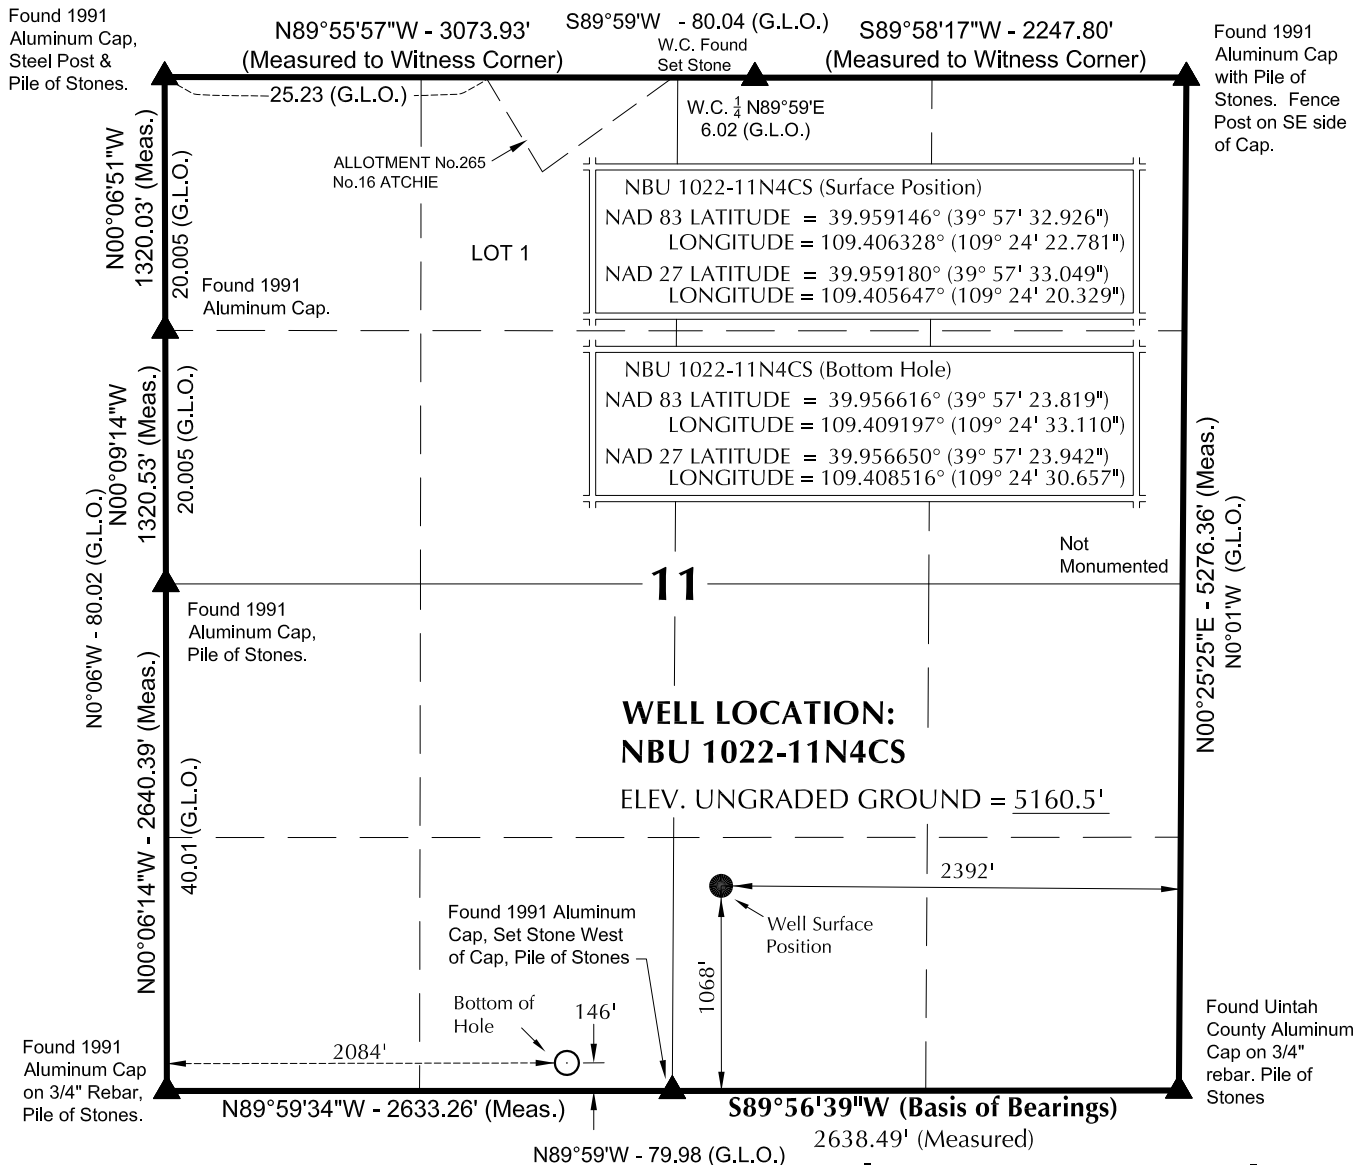 Found 1991
Aluminum Cap,
Steel Post &
Pile of Stones.
N89°55'57"W - 3073.93'
(Measured to Witness Corner)
S89°59'W - 80.04 (G.L.O.)
W.C. Found
Set Stone
S89°58'17"W - 2247.80'
(Measured to Witness Corner)
Found 1991
Aluminum Cap
with Pile of
Stones. Fence
Post on SE side
of Cap.
25.23 (G.L.O.)
W.C. 1/4 N89°59'E
6.02 (G.L.O.)
ALLOTMENT No.265
No.16 ATCHIE
LOT 1
N00°06'51"W
1320.03' (Meas.)
20.005 (G.L.O.)
NBU 1022-11N4CS (Surface Position)
NAD 83 LATITUDE = 39.959146° (39° 57' 32.926")
LONGITUDE = 109.406328° (109° 24' 22.781")
NAD 27 LATITUDE = 39.959180° (39° 57' 33.049")
LONGITUDE = 109.405647° (109° 24' 20.329")
Found 1991
Aluminum Cap.
NBU 1022-11N4CS (Bottom Hole)
NAD 83 LATITUDE = 39.956616° (39° 57' 23.819")
LONGITUDE = 109.409197° (109° 24' 33.110")
NAD 27 LATITUDE = 39.956650° (39° 57' 23.942")
LONGITUDE = 109.408516° (109° 24' 30.657")
N00°09'14"W
1320.53' (Meas.)
20.005 (G.L.O.)
N0°06'W - 80.02 (G.L.O.)
Not
Monumented
N00°25'25"E - 5276.36' (Meas.)
N0°01'W (G.L.O.)
11
Found 1991
Aluminum Cap,
Pile of Stones.
WELL LOCATION:
NBU 1022-11N4CS
ELEV. UNGRADED GROUND = 5160.5'
N00°06'14"W - 2640.39' (Meas.)
40.01 (G.L.O.)
2392'
Well Surface
Position
1068'
Found 1991 Aluminum
Cap, Set Stone West
of Cap, Pile of Stones
Bottom of
Hole
146'
2084'
Found 1991
Aluminum Cap
on 3/4" Rebar,
Pile of Stones.
Found Uintah
County Aluminum
Cap on 3/4"
rebar. Pile of
Stones
N89°59'34"W - 2633.26' (Meas.)
S89°56'39"W (Basis of Bearings)
2638.49' (Measured)
N89°59'W - 79.98 (G.L.O.)